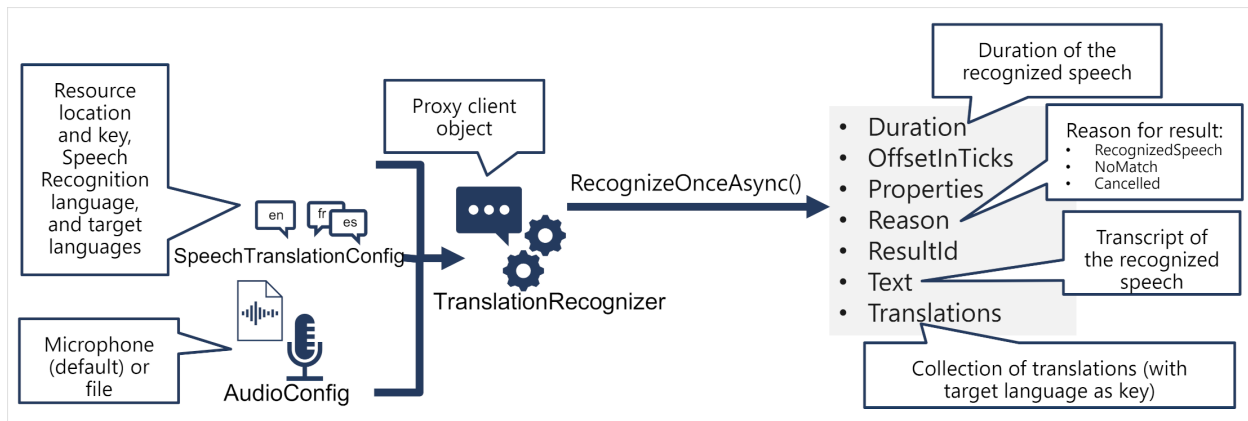 Resource
location
and key,
Speech
Recognition
language,
and target
languages
en
fr
es
SpeechTranslationConfig
Microphone
(default) or
file
AudioConfig
Proxy client
object
TranslationRecognizer
RecognizeOnceAsync()
Duration of the
recognized speech
• Duration
• OffsetInTicks
• Properties
• Reason
• ResultId
• Text
• Translations
Reason for result:
• RecognizedSpeech
• NoMatch
• Cancelled
Transcript of
the recognized
speech
Collection of translations (with
target language as key)